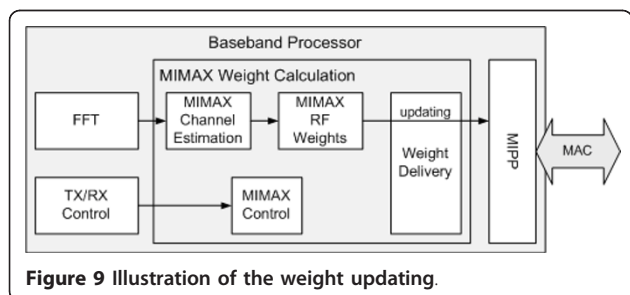 Baseband Processor
MIMAX Weight Calculation
FFT
MIMAX
Channel
Estimation
MIMAX
RF
Weights
updating
Weight
Delivery
MIPP
MAC
TX/RX
Control
MIMAX
Control
Figure 9 Illustration of the weight updating.